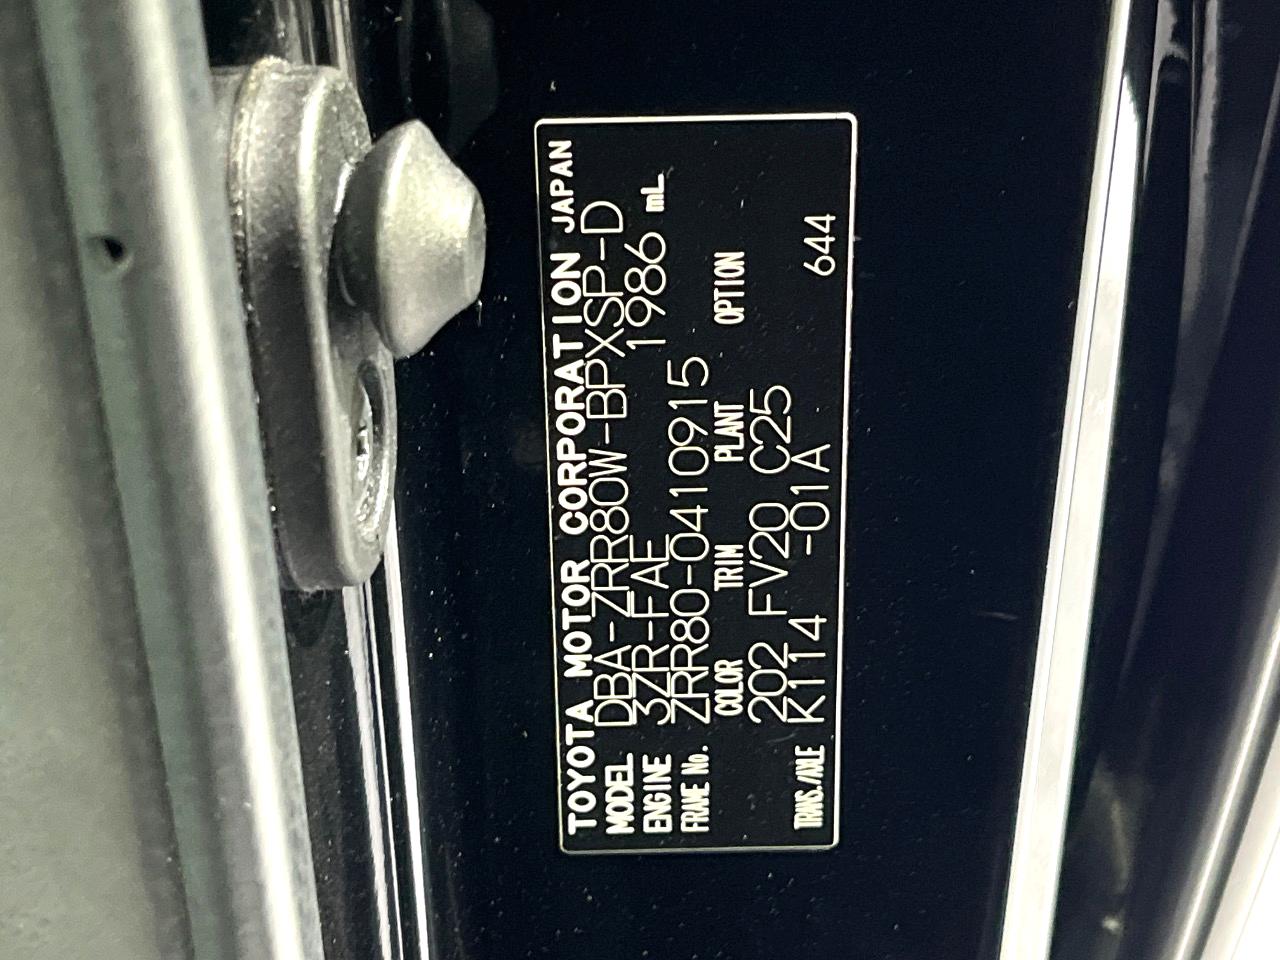 TOYOTA MOTOR CORPORATION JAPAN
MODEL DBA-ZRR80W-BPXSP-D
ENGINE 3ZR-FAE 1986 mL
FRAME No. ZRR80-0410915
COLOR TRIM PLANT OPTION
202 FV20 C25
TRANS./AXLE K114 -01A 644